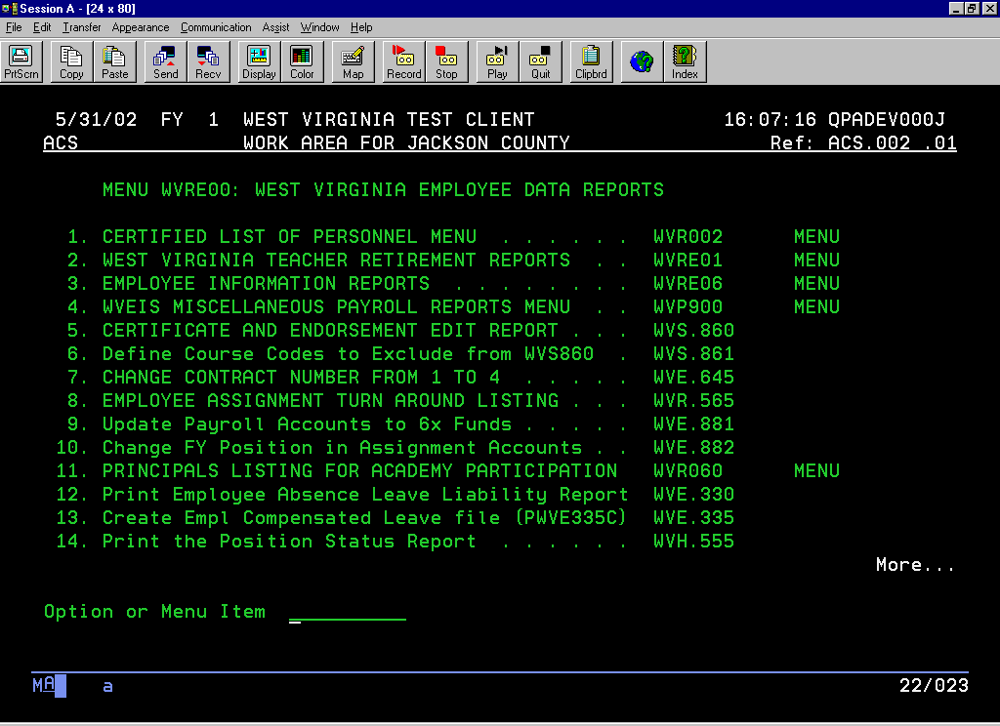 Session A - [24 x 80]
File Edit Transfer Appearance Communication Assist Window Help
PrtScrn Copy Paste Send Recv Display Color Map Record Stop Play Quit Clipbrd Index
5/31/02 FY 1 WEST VIRGINIA TEST CLIENT 16:07:16 QPADEV000J
ACS WORK AREA FOR JACKSON COUNTY Ref: ACS.002 .01
MENU WVRE00: WEST VIRGINIA EMPLOYEE DATA REPORTS
1. CERTIFIED LIST OF PERSONNEL MENU . . . . . . WVR002 MENU
2. WEST VIRGINIA TEACHER RETIREMENT REPORTS . . WVRE01 MENU
3. EMPLOYEE INFORMATION REPORTS . . . . . . . . WVRE06 MENU
4. WVEIS MISCELLANEOUS PAYROLL REPORTS MENU . . WVP900 MENU
5. CERTIFICATE AND ENDORSEMENT EDIT REPORT . . . WVS.860
6. Define Course Codes to Exclude from WVS860 . WVS.861
7. CHANGE CONTRACT NUMBER FROM 1 TO 4 . . . . . WVE.645
8. EMPLOYEE ASSIGNMENT TURN AROUND LISTING . . . WVR.565
9. Update Payroll Accounts to 6x Funds . . . . . WVE.881
10. Change FY Position in Assignment Accounts . . WVE.882
11. PRINCIPALS LISTING FOR ACADEMY PARTICIPATION WVR060 MENU
12. Print Employee Absence Leave Liability Report WVE.330
13. Create Empl Compensated Leave file (PWVE335C) WVE.335
14. Print the Position Status Report . . . . . . WVH.555
More...
Option or Menu Item __________
MA a 22/023